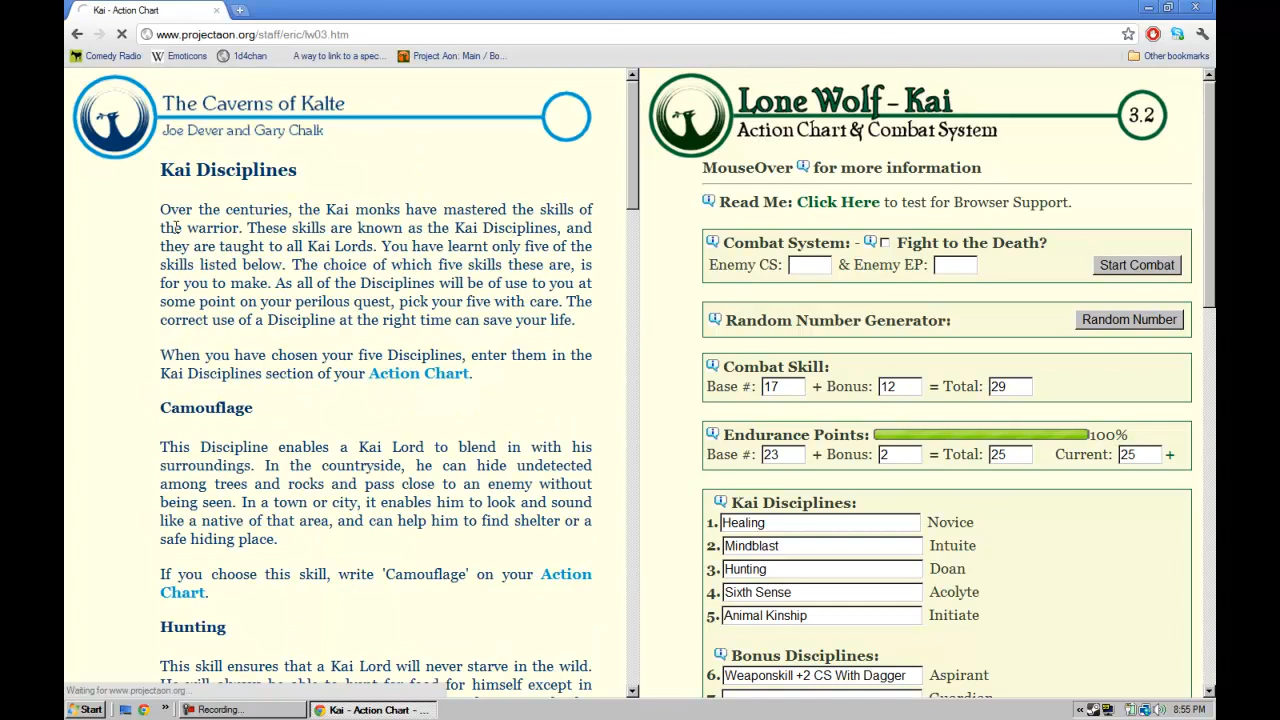 Kai - Action Chart
www.projectaon.org/staff/eric/lw03.htm
Comedy Radio
Emoticons
1d4chan
A way to link to a spec...
Project Aon: Main / Bo...
Other bookmarks
The Caverns of Kalte
Joe Dever and Gary Chalk
Kai Disciplines
Over the centuries, the Kai monks have mastered the skills of
the warrior. These skills are known as the Kai Disciplines, and
they are taught to all Kai Lords. You have learnt only five of the
skills listed below. The choice of which five skills these are, is
for you to make. As all of the Disciplines will be of use to you at
some point on your perilous quest, pick your five with care. The
correct use of a Discipline at the right time can save your life.
When you have chosen your five Disciplines, enter them in the
Kai Disciplines section of your Action Chart.
Camouflage
This Discipline enables a Kai Lord to blend in with his
surroundings. In the countryside, he can hide undetected
among trees and rocks and pass close to an enemy without
being seen. In a town or city, it enables him to look and sound
like a native of that area, and can help him to find shelter or a
safe hiding place.
If you choose this skill, write 'Camouflage' on your Action
Chart.
Hunting
This skill ensures that a Kai Lord will never starve in the wild.
He will always be able to hunt for food for himself except in
Lone Wolf - Kai
Action Chart & Combat System
3.2
MouseOver for more information
Read Me: Click Here to test for Browser Support.
Combat System: - Fight to the Death?
Enemy CS: & Enemy EP: Start Combat
Random Number Generator: Random Number
Combat Skill:
Base #: 17 + Bonus: 12 = Total: 29
Endurance Points: 100%
Base #: 23 + Bonus: 2 = Total: 25 Current: 25 +
Kai Disciplines:
1. Healing Novice
2. Mindblast Intuite
3. Hunting Doan
4. Sixth Sense Acolyte
5. Animal Kinship Initiate
Bonus Disciplines:
6. Weaponskill +2 CS With Dagger Aspirant
Guardian
Waiting for www.projectaon.org...
Start
Recording...
Kai - Action Chart - ...
8:55 PM